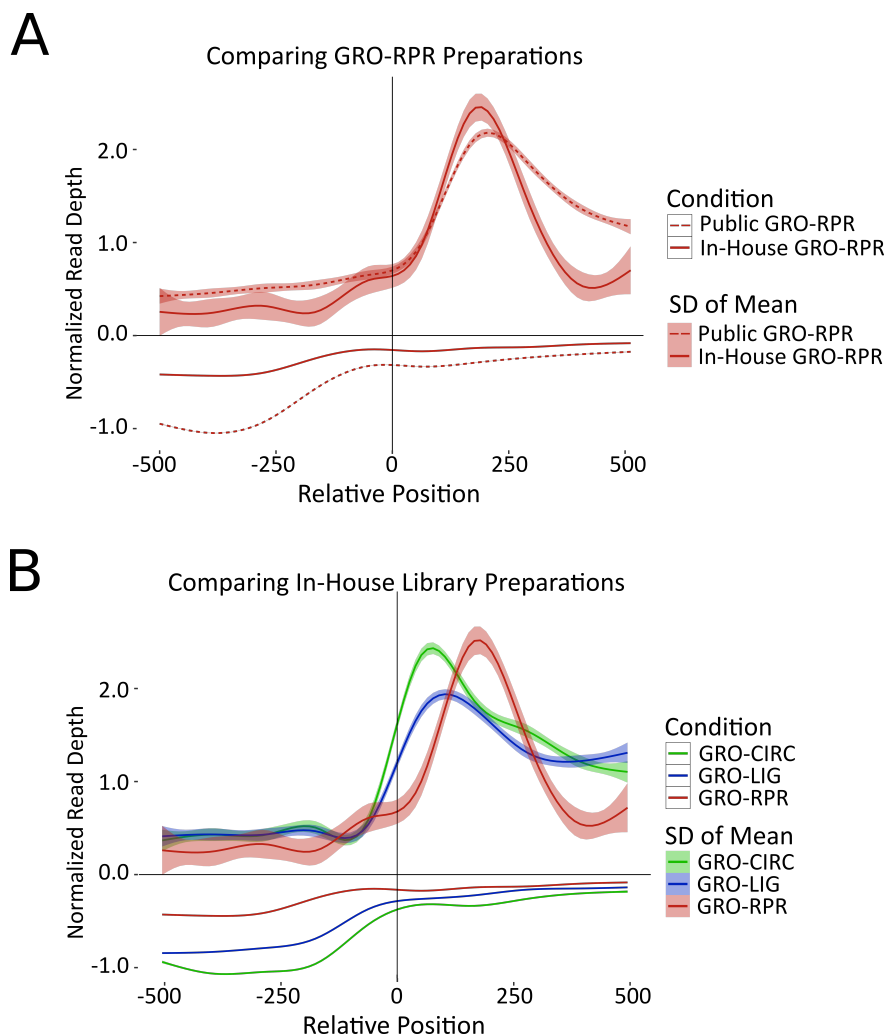 A
Comparing GRO-RPR Preparations
Normalized Read Depth
2.0
1.0
0.0
-1.0
-500 -250 0 250 500
Relative Position
Condition
Public GRO-RPR
In-House GRO-RPR
SD of Mean
Public GRO-RPR
In-House GRO-RPR
B
Comparing In-House Library Preparations
Normalized Read Depth
2.0
1.0
0.0
-1.0
-500 -250 0 250 500
Relative Position
Condition
GRO-CIRC
GRO-LIG
GRO-RPR
SD of Mean
GRO-CIRC
GRO-LIG
GRO-RPR